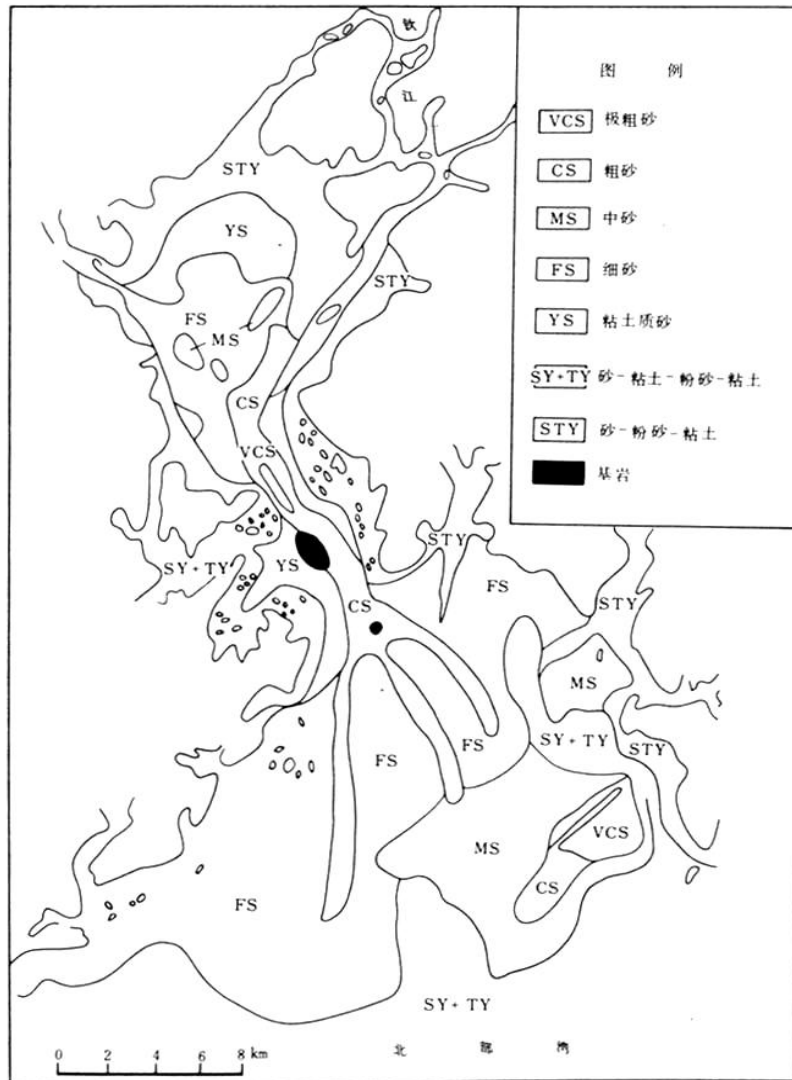 江
STY
YS
STY
FS
MS
CS
VCS
STY
SY+TY
YS
FS
CS
STY
MS
SY+TY
STY
FS
FS
MS
VCS
CS
FS
SY+TY
北 部 湾
0 2 4 6 8 km
图 例
VCS 极粗砂
CS 粗砂
MS 中砂
FS 细砂
YS 粘土质砂
SY+TY 砂-粘土-粉砂-粘土
STY 砂-粉砂-粘土
基岩